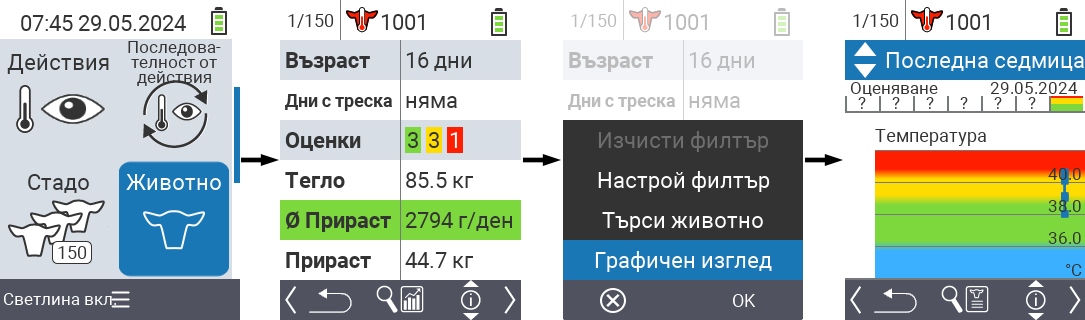 07:45 29.05.2024
Действия
Последова-
телност от
действия
Стадо
150
Животно
Светлина вкл.
1/150
1001
Възраст 16 дни
Дни с треска няма
Оценки 3 3 1
Тегло 85.5 кг
Ø Прираст 2794 г/ден
Прираст 44.7 кг
1/150
1001
Възраст 16 дни
Дни с треска няма
Изчисти филтър
Настрой филтър
Търси животно
Графичен изглед
OK
1/150
1001
Последна седмица
Оценяване 29.05.2024
? ? ? ? ? ?
Температура
40.0
38.0
36.0
°C